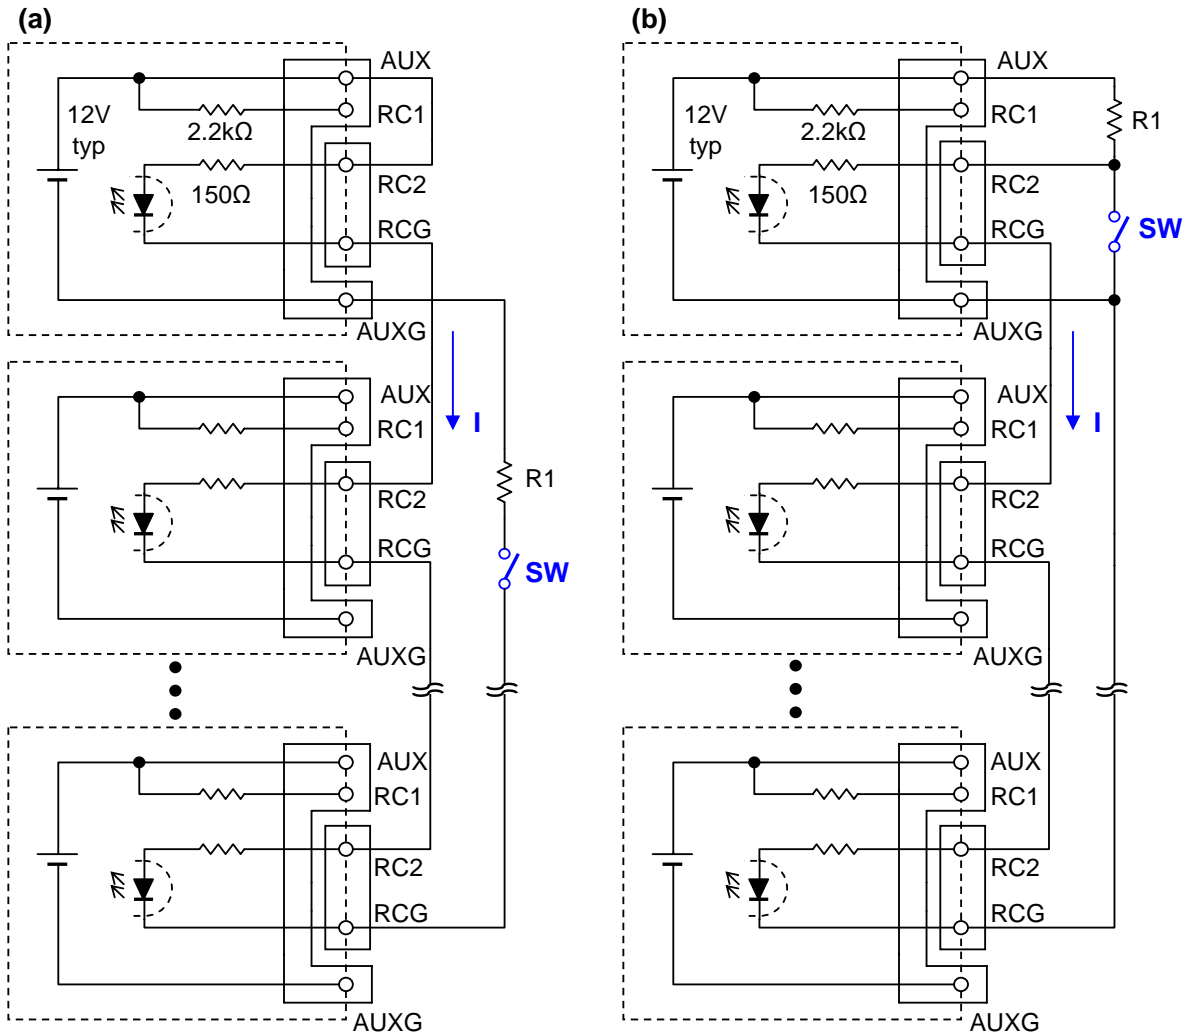 (a)
AUX
RC1
12V
typ
2.2kΩ
150Ω
RC2
RCG
AUXG
I
AUX
RC1
RC2
RCG
R1
SW
AUXG
AUX
RC1
RC2
RCG
AUXG
(b)
AUX
RC1
R1
12V
typ
2.2kΩ
150Ω
RC2
RCG
SW
AUXG
I
AUX
RC1
RC2
RCG
AUXG
AUX
RC1
RC2
RCG
AUXG